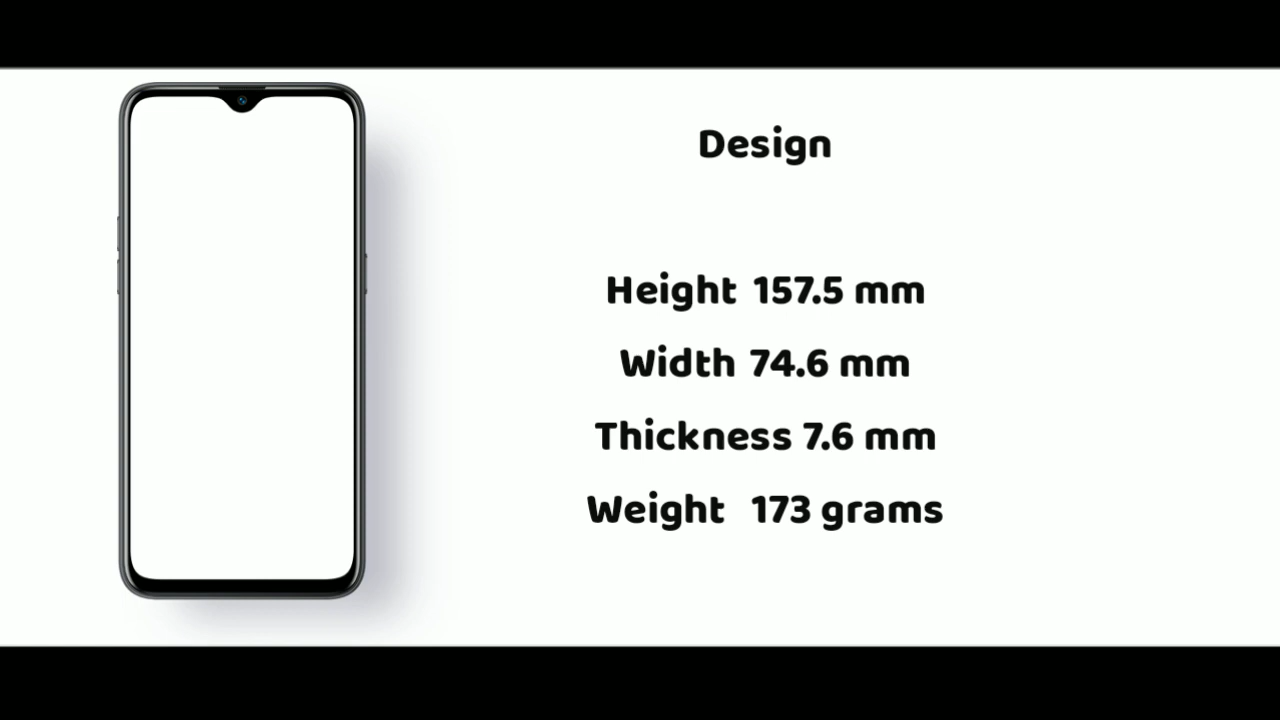 Design
Height 157.5 mm
Width 74.6 mm
Thickness 7.6 mm
Weight 173 grams